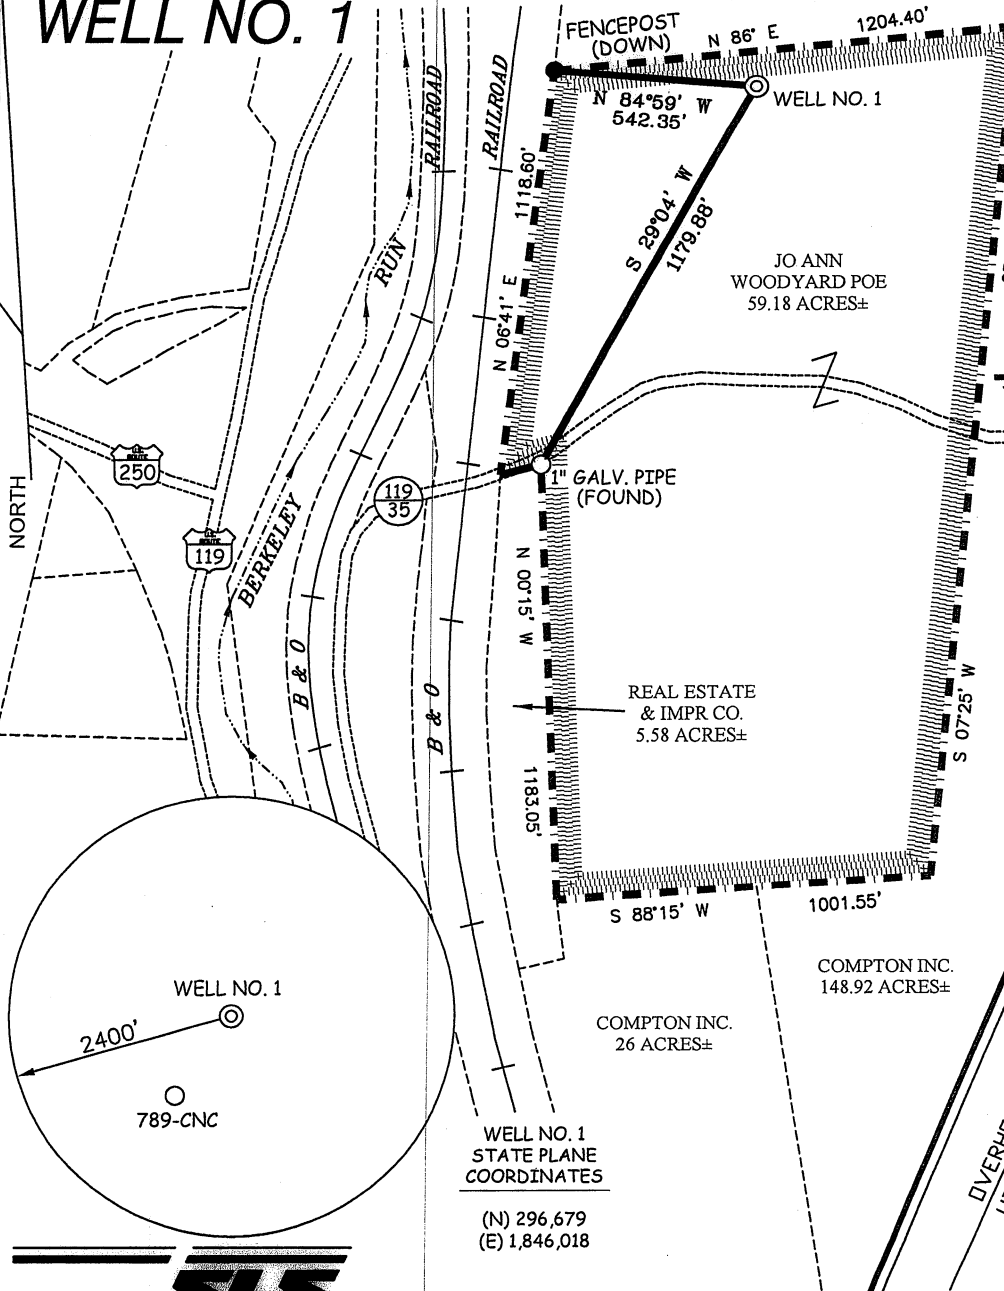 WELL NO. 1
FENCEPOST
(DOWN)
N 86° E
1204.40'
N 84°59' W
542.35'
WELL NO. 1
RAILROAD
RAILROAD
1118.60'
N 06°41' E
S 29°04' W
1179.88'
JO ANN
WOODYARD POE
59.18 ACRES±
RUN
BERKELEY
U.S.
ROUTE
250
U.S.
ROUTE
119
119
35
NORTH
1" GALV. PIPE
(FOUND)
N 00°15' W
B & O
B & O
REAL ESTATE
& IMPR CO.
5.58 ACRES±
1183.05'
S 07°25' W
S 88°15' W
1001.55'
COMPTON INC.
148.92 ACRES±
COMPTON INC.
26 ACRES±
WELL NO. 1
2400'
789-CNC
WELL NO. 1
STATE PLANE
COORDINATES
(N) 296,679
(E) 1,846,018
OVERHE